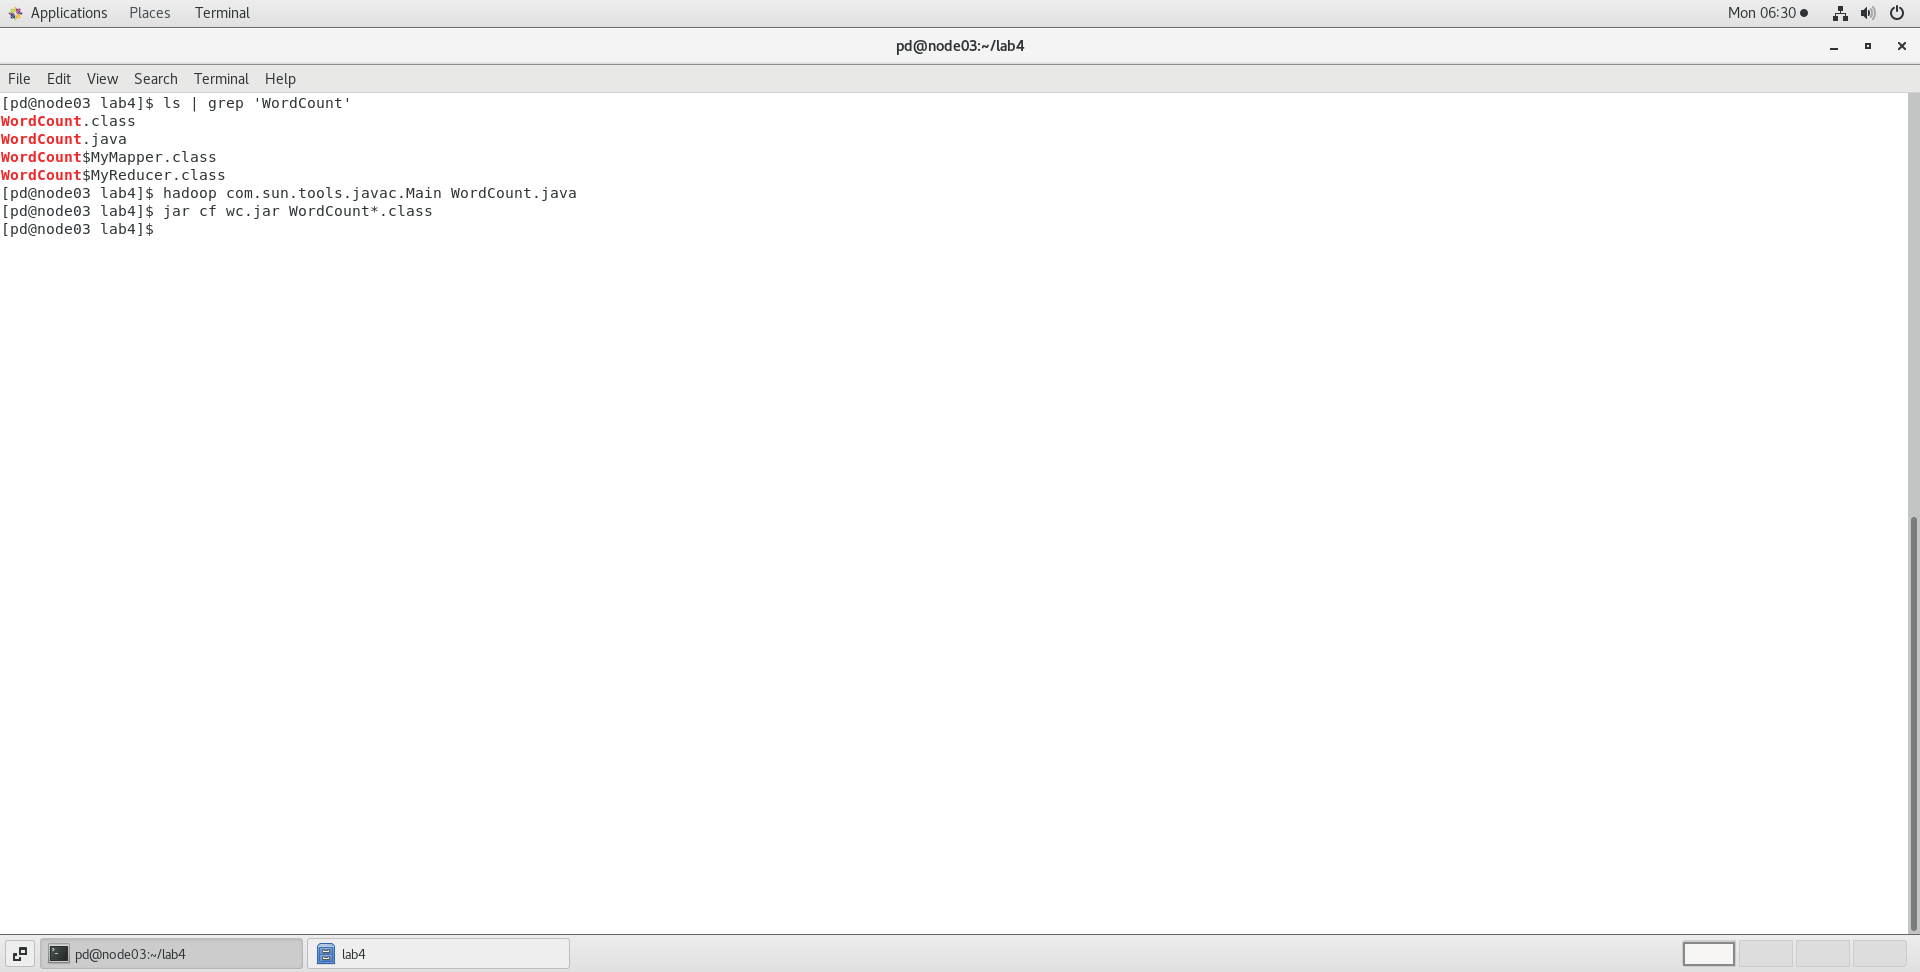 Applications Places Terminal Mon 06:30
pd@node03:~/lab4
File Edit View Search Terminal Help
[pd@node03 lab4]$ ls | grep 'WordCount'
WordCount.class
WordCount.java
WordCount$MyMapper.class
WordCount$MyReducer.class
[pd@node03 lab4]$ hadoop com.sun.tools.javac.Main WordCount.java
[pd@node03 lab4]$ jar cf wc.jar WordCount*.class
[pd@node03 lab4]$
pd@node03:~/lab4 lab4